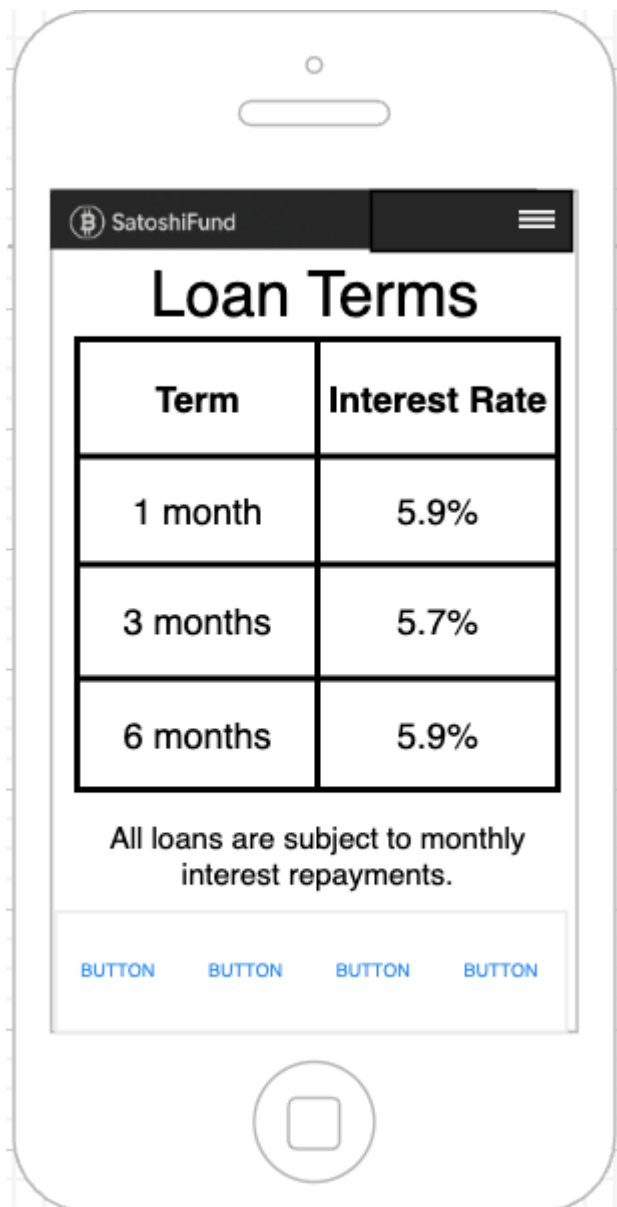 SatoshiFund
Loan Terms
Term Interest Rate
1 month 5.9%
3 months 5.7%
6 months 5.9%
All loans are subject to monthly
interest repayments.
BUTTON BUTTON BUTTON BUTTON